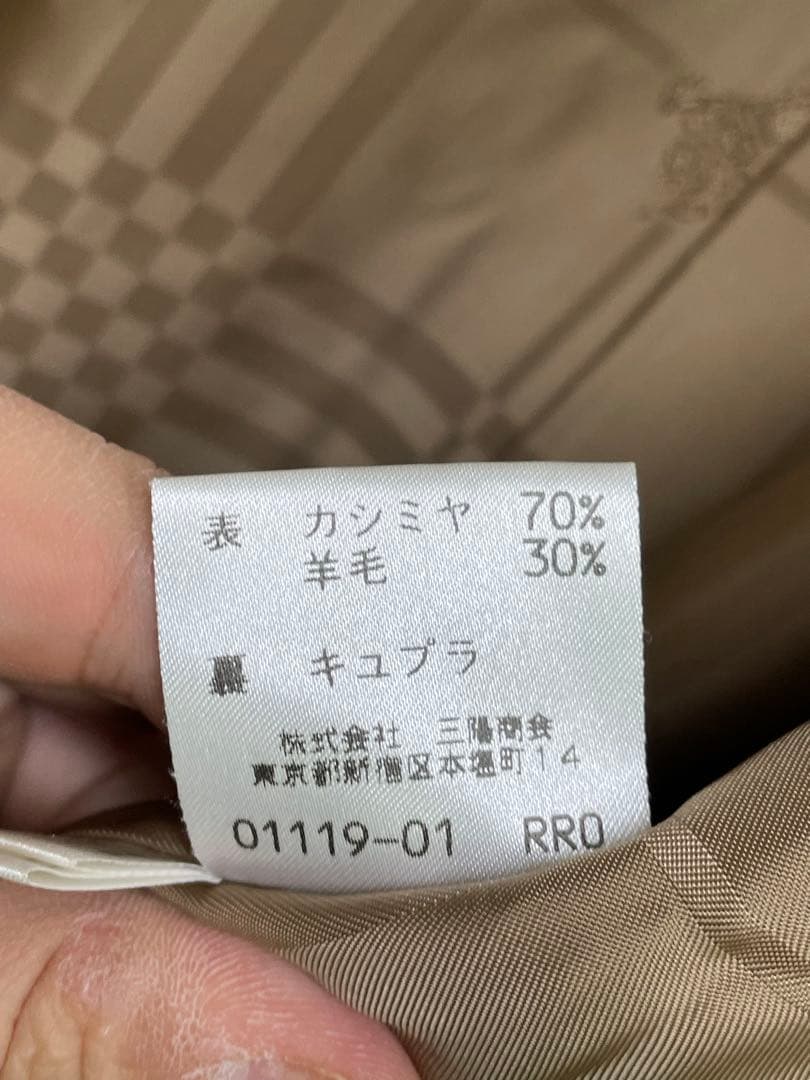 表 カシミヤ 70%
羊毛 30%
裏 キュプラ
株式会社 三陽商会
東京都新宿区本塩町14
01119-01 RRO